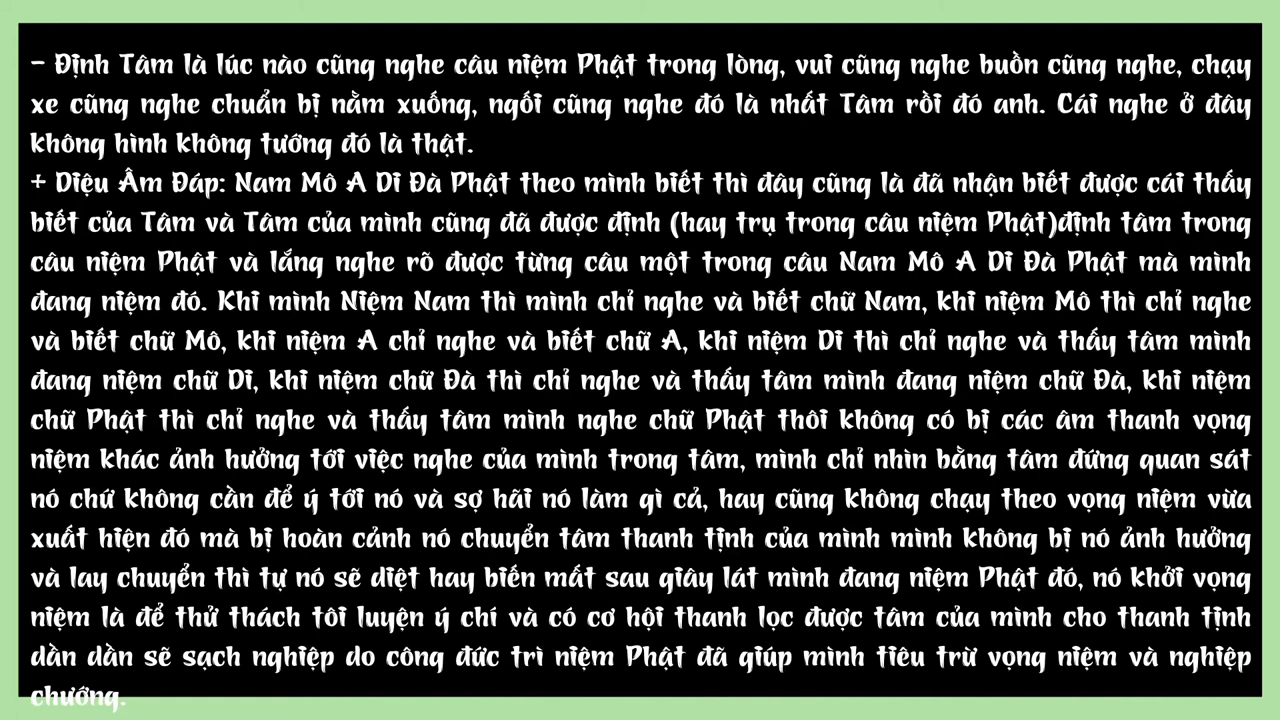 – Định Tâm là lúc nào cũng nghe câu niệm Phật trong lòng, vui cũng nghe buồn cũng nghe, chạy
xe cũng nghe chuẩn bị nằm xuống, ngối cũng nghe đó là nhất Tâm rồi đó anh. Cái nghe ở đây
không hình không tướng đó là thật.
+ Diệu Âm Đáp: Nam Mô A Di Đà Phật theo mình biết thì đây cũng là đã nhận biết được cái thấy
biết của Tâm và Tâm của mình cũng đã được định (hay trụ trong câu niệm Phật)định tâm trong
câu niệm Phật và lắng nghe rõ được từng câu một trong câu Nam Mô A Di Đà Phật mà mình
đang niệm đó. Khi mình Niệm Nam thì mình chỉ nghe và biết chữ Nam, khi niệm Mô thì chỉ nghe
và biết chữ Mô, khi niệm A chỉ nghe và biết chữ A, khi niệm Di thì chỉ nghe và thấy tâm mình
đang niệm chữ Di, khi niệm chữ Đà thì chỉ nghe và thấy tâm mình đang niệm chữ Đà, khi niệm
chữ Phật thì chỉ nghe và thấy tâm mình nghe chữ Phật thôi không có bị các âm thanh vọng
niệm khác ảnh hưởng tới việc nghe của mình trong tâm, mình chỉ nhìn bằng tâm đứng quan sát
nó chứ không cần để ý tới nó và sợ hãi nó làm gì cả, hay cũng không chạy theo vọng niệm vừa
xuất hiện đó mà bị hoàn cảnh nó chuyển tâm thanh tịnh của mình mình không bị nó ảnh hưởng
và lay chuyển thì tự nó sẽ diệt hay biến mất sau giây lát mình đang niệm Phật đó, nó khởi vọng
niệm là để thử thách tôi luyện ý chí và có cơ hội thanh lọc được tâm của mình cho thanh tịnh
dần dần sẽ sạch nghiệp do công đức trì niệm Phật đã giúp mình tiêu trừ vọng niệm và nghiệp
chướng.